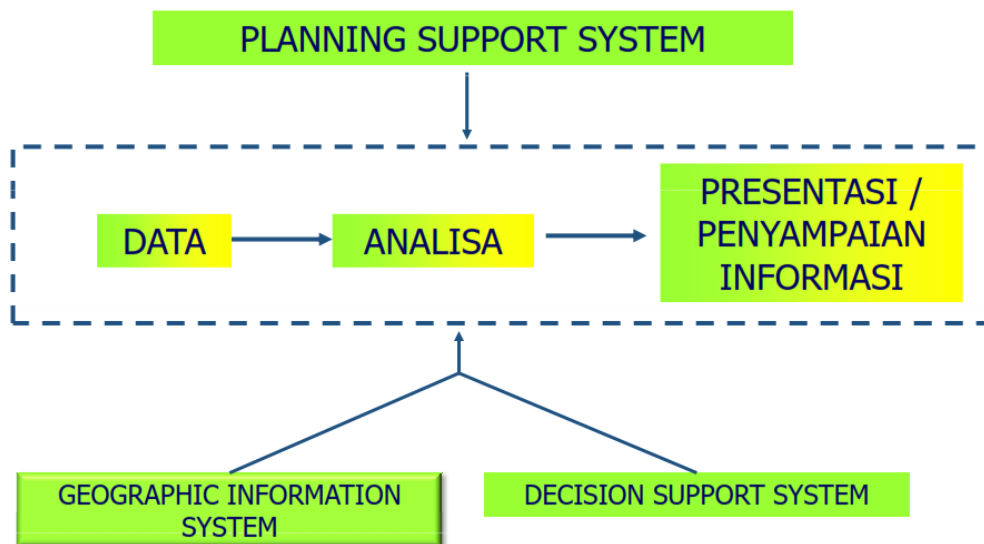 PLANNING SUPPORT SYSTEM
DATA
ANALISA
PRESENTASI /
PENYAMPAIAN
INFORMASI
GEOGRAPHIC INFORMATION
SYSTEM
DECISION SUPPORT SYSTEM